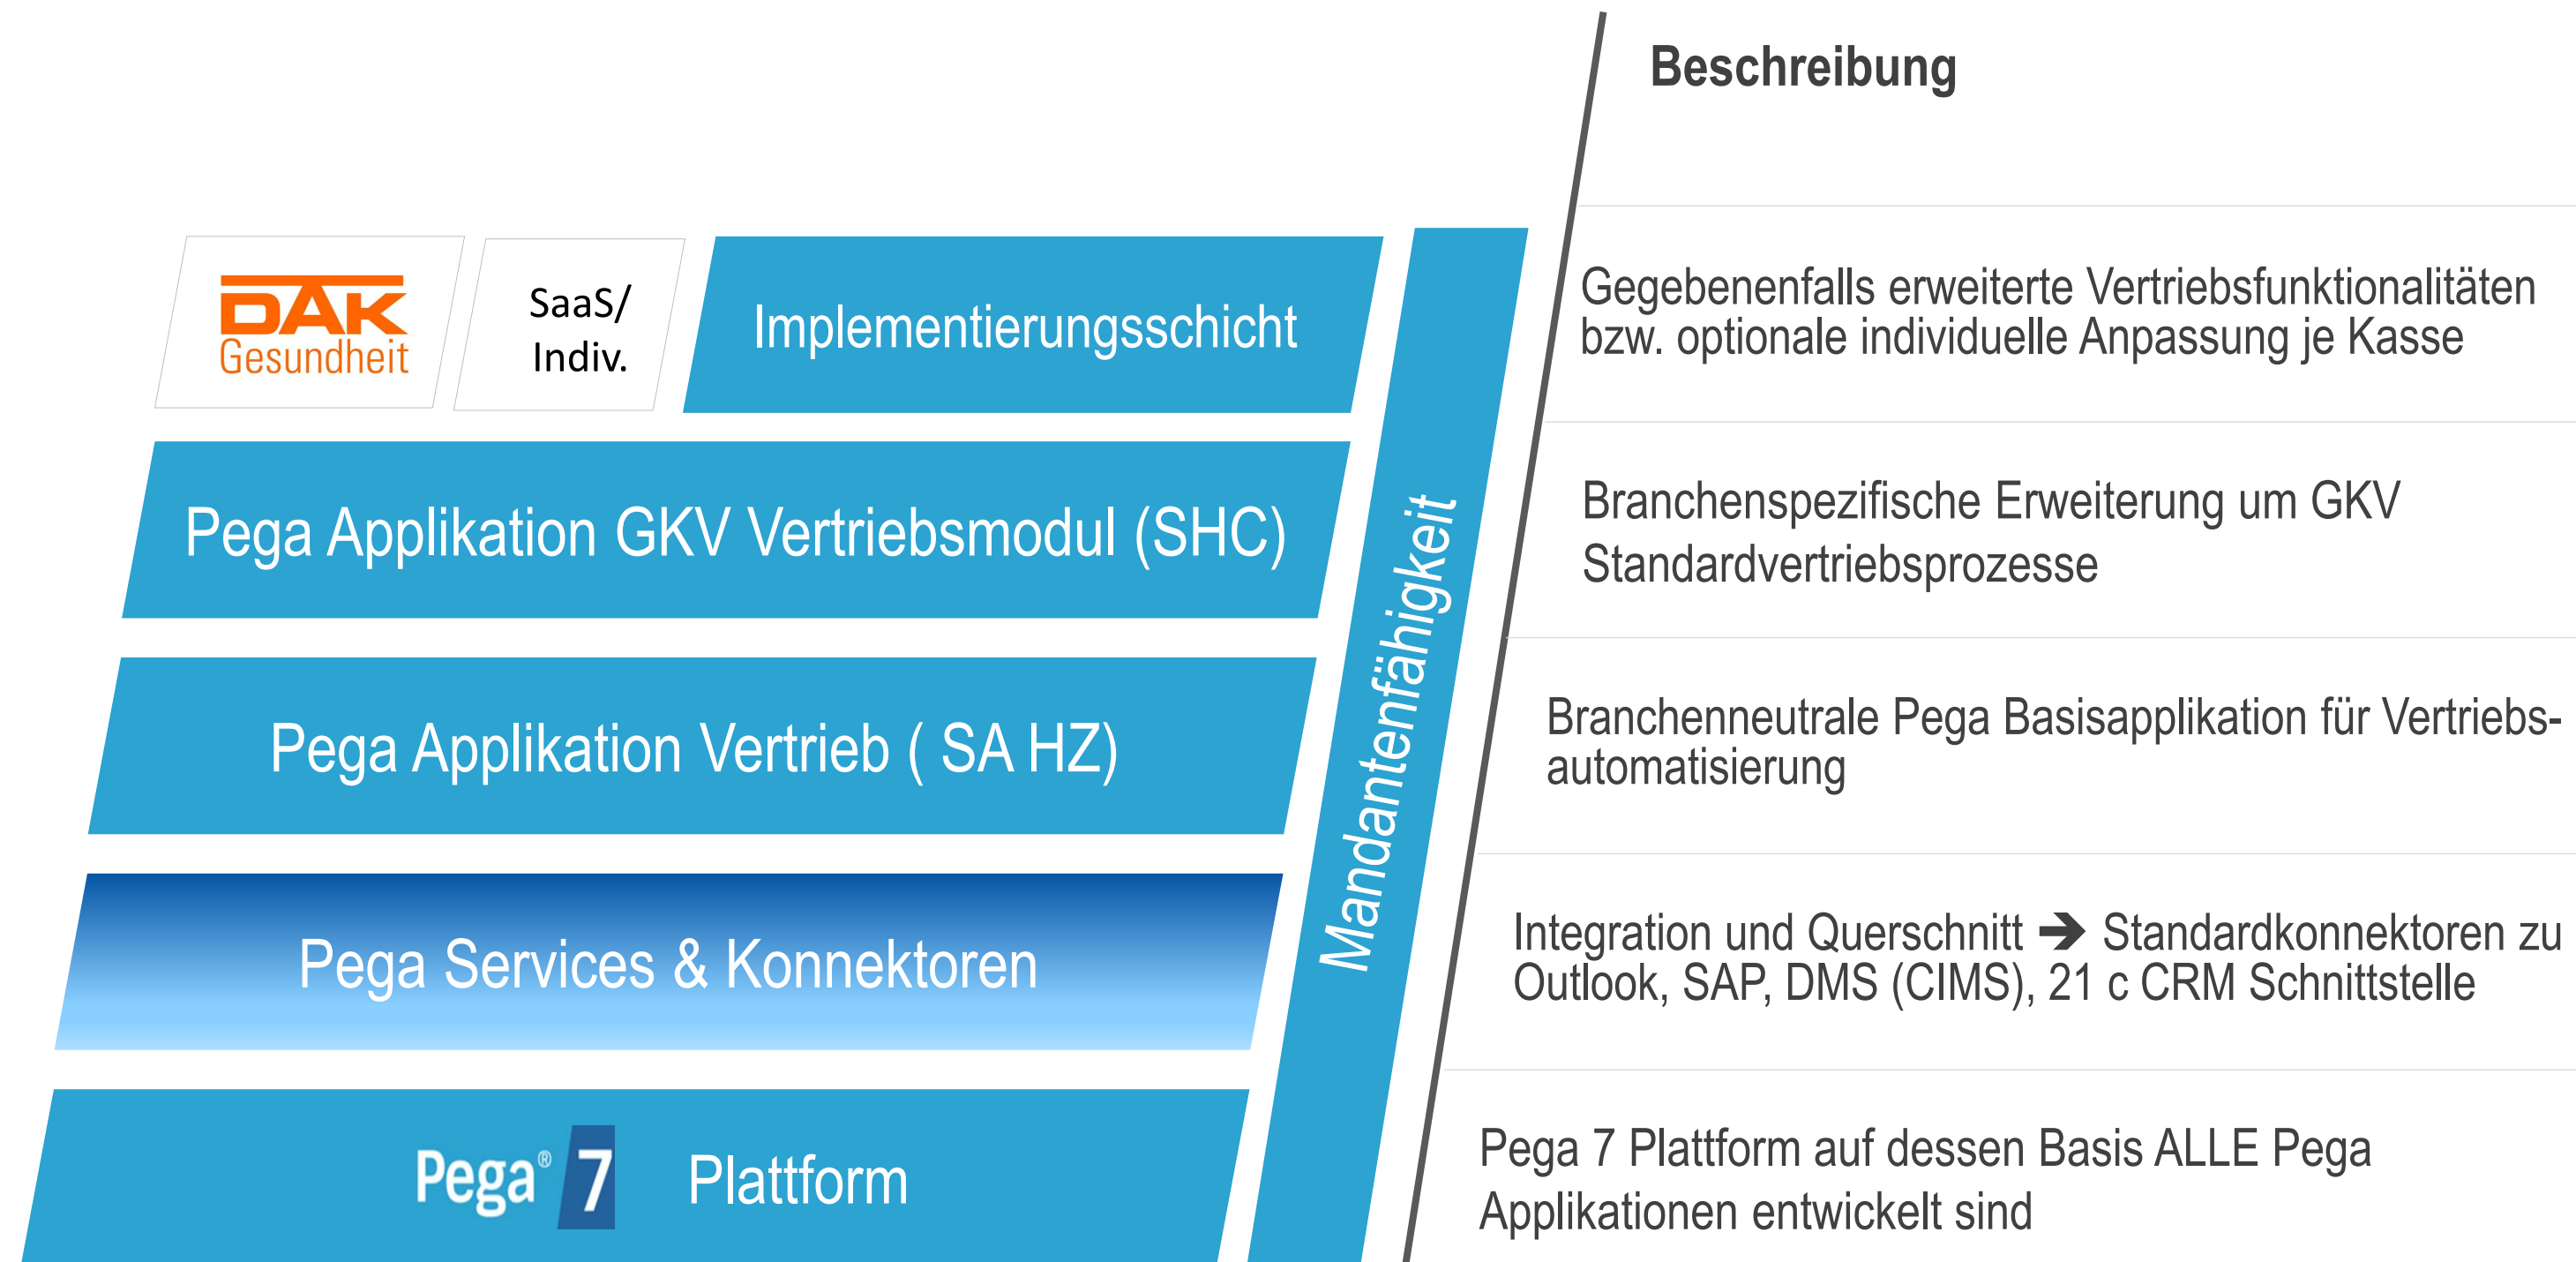 Beschreibung
DAK
Gesundheit
SaaS/
Indiv.
Implementierungsschicht
Gegebenenfalls erweiterte Vertriebsfunktionalitäten
bzw. optionale individuelle Anpassung je Kasse
Pega Applikation GKV Vertriebsmodul (SHC)
Branchenspezifische Erweiterung um GKV
Standardvertriebsprozesse
Mandantenfähigkeit
Pega Applikation Vertrieb ( SA HZ)
Branchenneutrale Pega Basisapplikation für Vertriebs-
automatisierung
Pega Services & Konnektoren
Integration und Querschnitt ➔ Standardkonnektoren zu
Outlook, SAP, DMS (CIMS), 21 c CRM Schnittstelle
Pega® 7 Plattform
Pega 7 Plattform auf dessen Basis ALLE Pega
Applikationen entwickelt sind